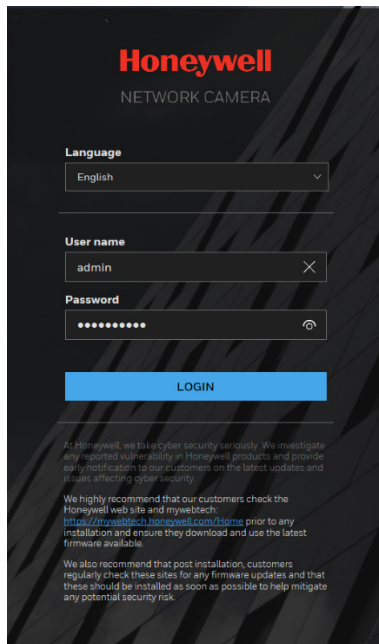 Honeywell
NETWORK CAMERA
Language
English
User name
admin
Password
LOGIN
At Honeywell, we take cyber security seriously. We investigate
any reported vulnerability in Honeywell products and provide
early notification to our customers on the latest updates and
issues affecting cyber security.
We highly recommend that our customers check the
Honeywell web site and mywebtech:
https://mywebtech.honeywell.com/Home prior to any
installation and ensure they download and use the latest
firmware available.
We also recommend that post installation, customers
regularly check these sites for any firmware updates and that
these should be installed as soon as possible to help mitigate
any potential security risk.